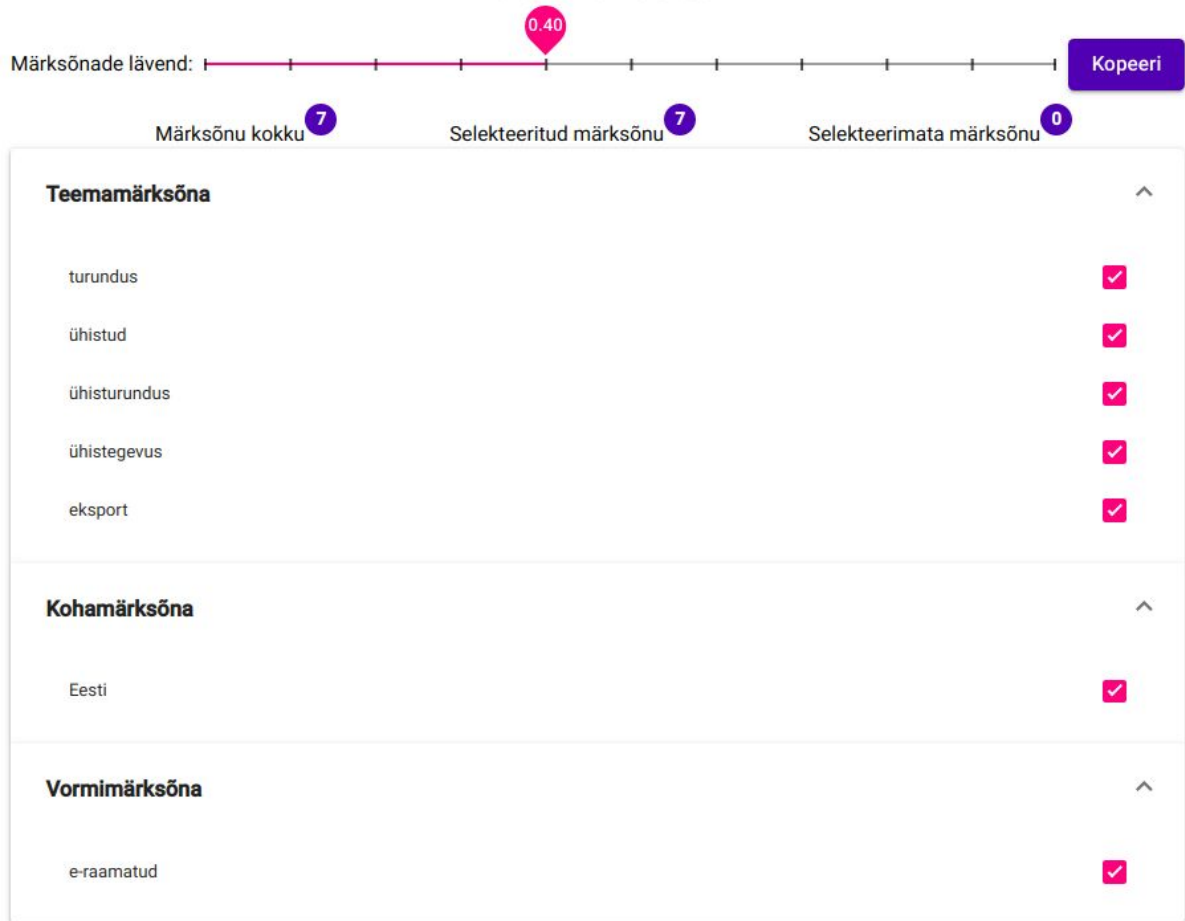 0.40
Märksõnade lävend:
Kopeeri
Märksõnu kokku 7
Selekteeritud märksõnu 7
Selekteerimata märksõnu 0
Teemamärksõna
turundus
ühistud
ühisturundus
ühistegevus
eksport
Kohamärksõna
Eesti
Vormimärksõna
e-raamatud